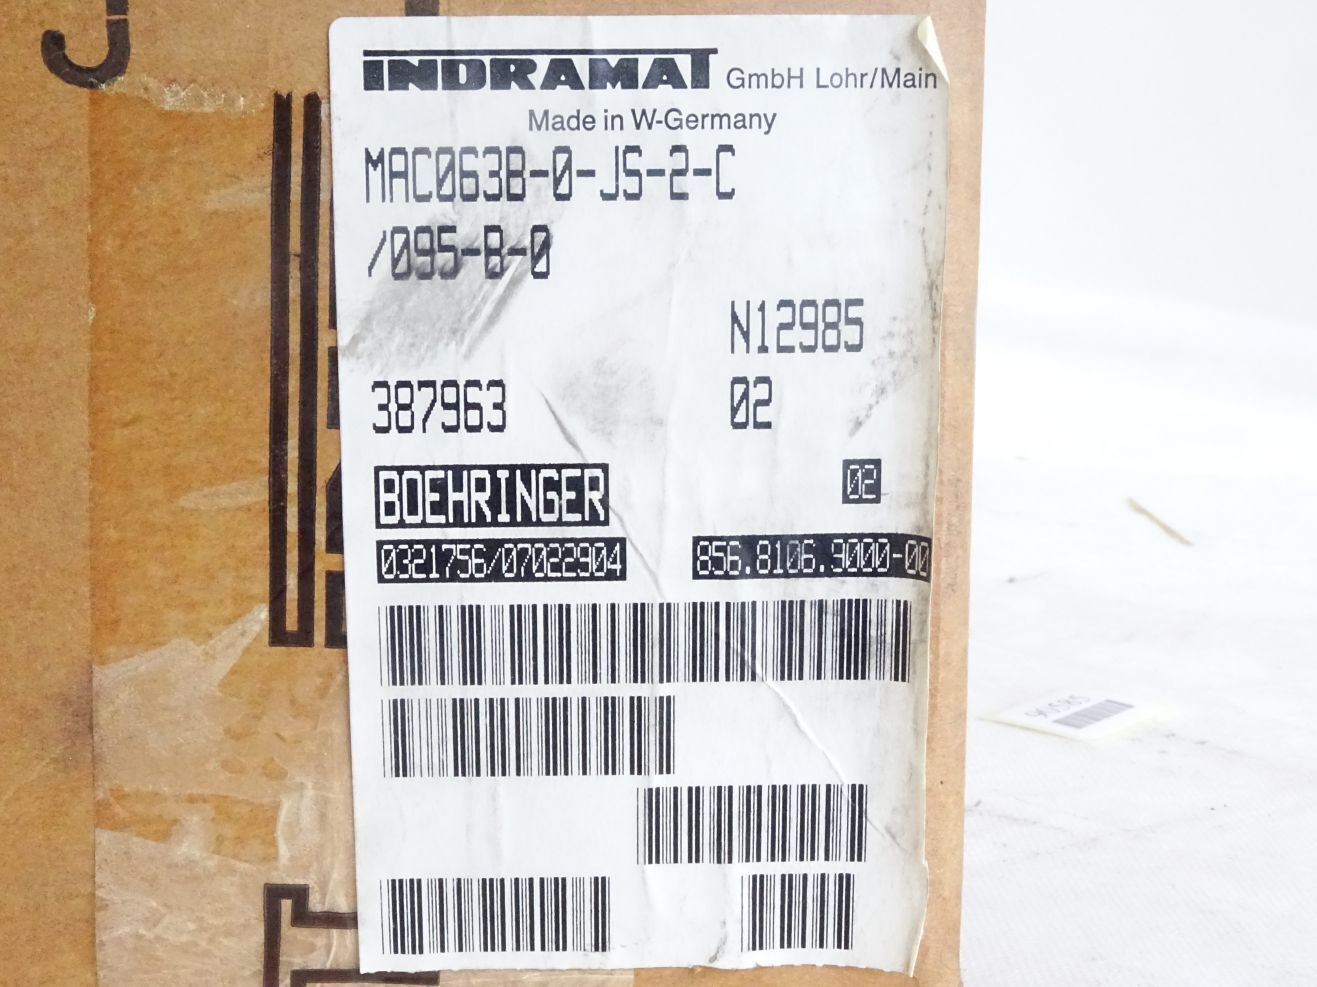 INDRAMAT GmbH Lohr/Main
Made in W-Germany
MAC063B-0-JS-2-C
/095-B-0
N12985
387963 02
BOEHRINGER 02
0321756/07022904 856.8106.9000-00